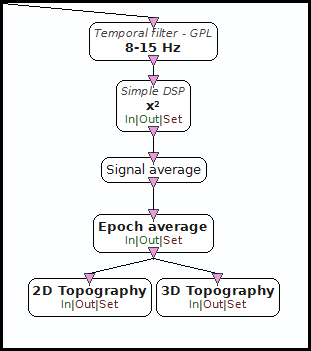 Temporal filter - GPL
8-15 Hz
Simple DSP
x²
In|Out|Set
Signal average
Epoch average
In|Out|Set
2D Topography
In|Out|Set
3D Topography
In|Out|Set